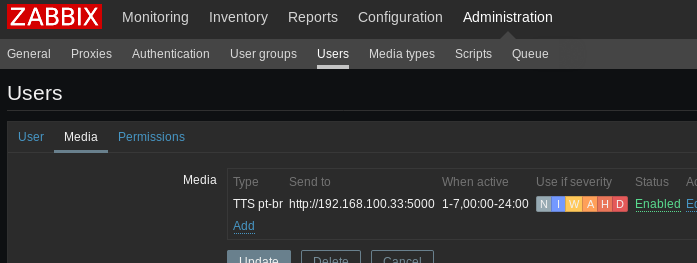 ZABBIX Monitoring Inventory Reports Configuration Administration
General Proxies Authentication User groups Users Media types Scripts Queue
Users
User Media Permissions
Media Type Send to When active Use if severity Status
TTS pt-br http://192.168.100.33:5000 1-7,00:00-24:00 N I W A H D Enabled
Add
Update Delete Cancel